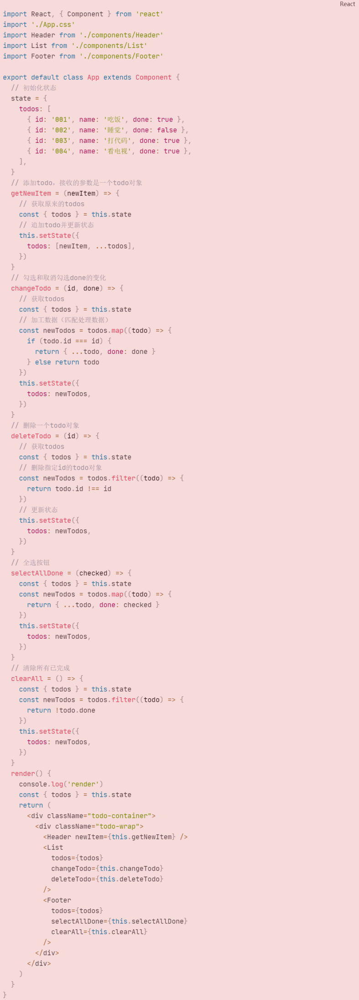 React
import React, { Component } from 'react'
import './App.css'
import Header from './components/Header'
import List from './components/List'
import Footer from './components/Footer'

export default class App extends Component {
  // 初始化状态
  state = {
    todos: [
      { id: '001', name: '吃饭', done: true },
      { id: '002', name: '睡觉', done: false },
      { id: '003', name: '打代码', done: true },
      { id: '004', name: '看电视', done: true },
    ],
  }
  // 添加todo，接收的参数是一个todo对象
  getNewItem = (newItem) => {
    // 获取原来的todos
    const { todos } = this.state
    // 追加todo并更新状态
    this.setState({
      todos: [newItem, ...todos],
    })
  }
  // 勾选和取消勾选done的变化
  changeTodo = (id, done) => {
    // 获取todos
    const { todos } = this.state
    // 加工数据（匹配处理数据）
    const newTodos = todos.map((todo) => {
      if (todo.id === id) {
        return { ...todo, done: done }
      } else return todo
    })
    this.setState({
      todos: newTodos,
    })
  }
  // 删除一个todo对象
  deleteTodo = (id) => {
    // 获取todos
    const { todos } = this.state
    // 删除指定id的todo对象
    const newTodos = todos.filter((todo) => {
      return todo.id !== id
    })
    // 更新状态
    this.setState({
      todos: newTodos,
    })
  }
  // 全选按钮
  selectAllDone = (checked) => {
    const { todos } = this.state
    const newTodos = todos.map((todo) => {
      return { ...todo, done: checked }
    })
    this.setState({
      todos: newTodos,
    })
  }
  // 清除所有已完成
  clearAll = () => {
    const { todos } = this.state
    const newTodos = todos.filter((todo) => {
      return !todo.done
    })
    this.setState({
      todos: newTodos,
    })
  }
  render() {
    console.log('render')
    const { todos } = this.state
    return (
      <div className="todo-container">
        <div className="todo-wrap">
          <Header newItem={this.getNewItem} />
          <List
            todos={todos}
            changeTodo={this.changeTodo}
            deleteTodo={this.deleteTodo}
          />
          <Footer
            todos={todos}
            selectAllDone={this.selectAllDone}
            clearAll={this.clearAll}
          />
        </div>
      </div>
    )
  }
}